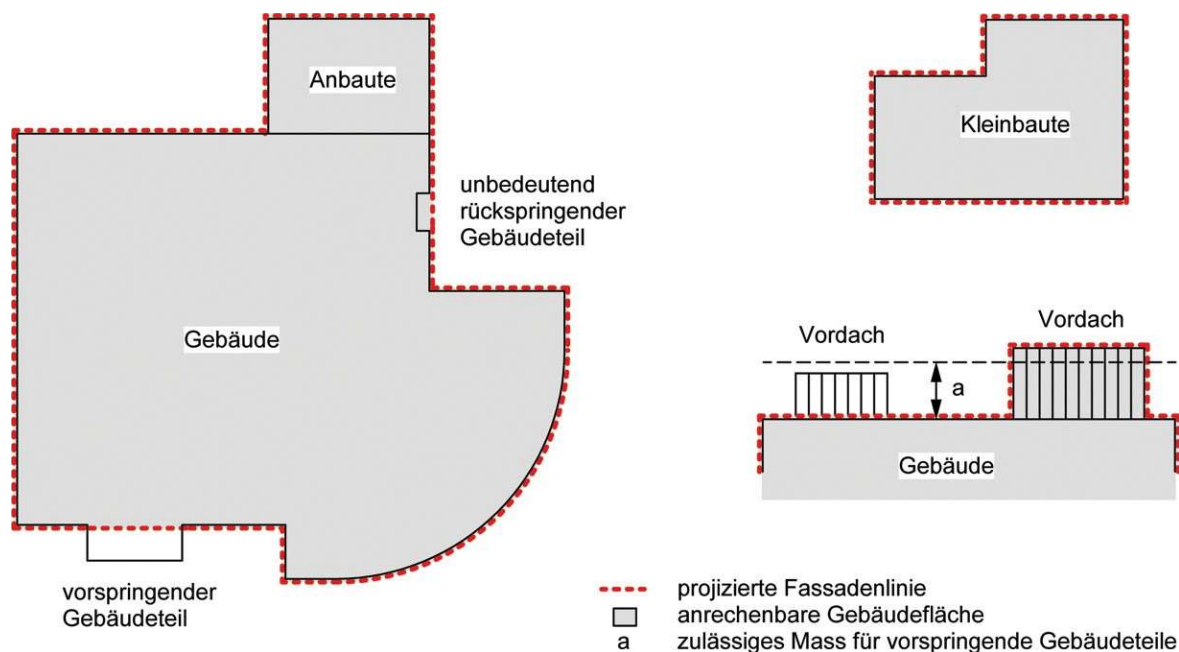 Anbaute
Kleinbaute
unbedeutend
rückspringender
Gebäudeteil
Gebäude
Vordach
Vordach
a
Gebäude
vorspringender
Gebäudeteil
projizierte Fassadenlinie
anrechenbare Gebäudefläche
a zulässiges Mass für vorspringende Gebäudeteile